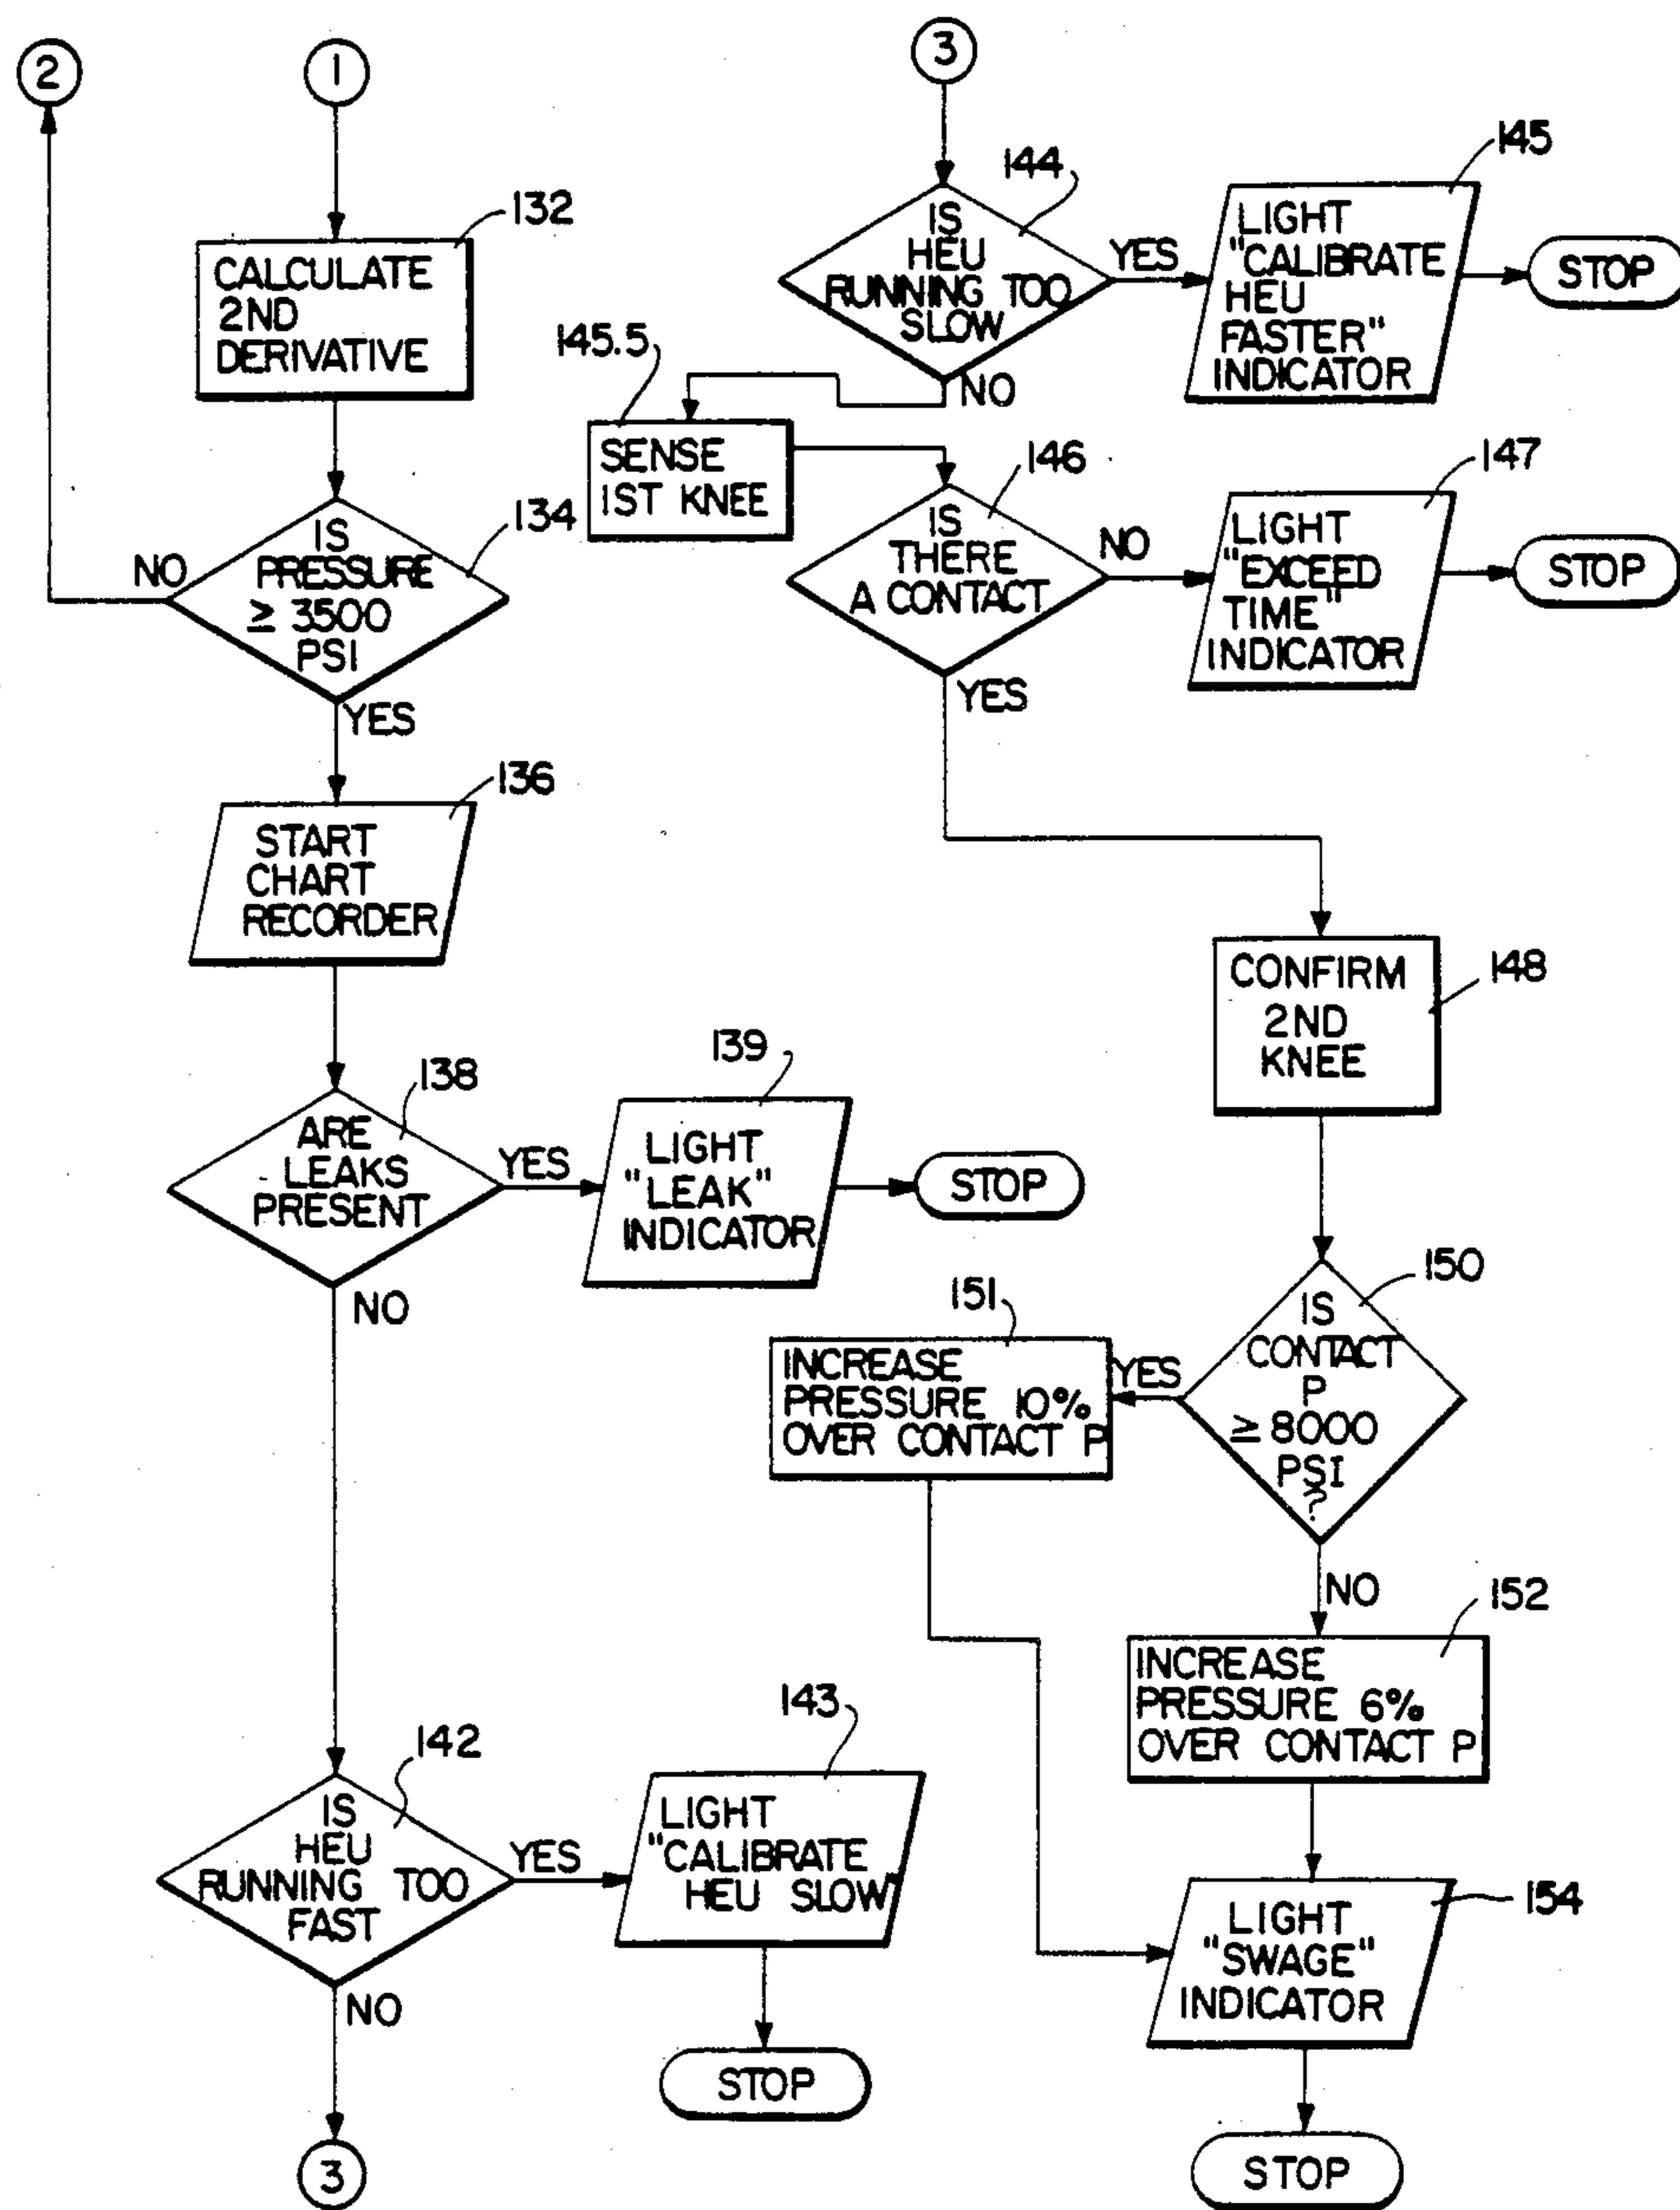 2
1
132
CALCULATE
2ND
DERIVATIVE
134
IS
PRESSURE
≥ 3500
PSI
NO
YES
136
START
CHART
RECORDER
138
ARE
LEAKS
PRESENT
YES
139
LIGHT
"LEAK"
INDICATOR
STOP
NO
142
IS
HEU
RUNNING TOO
FAST
YES
143
LIGHT
"CALIBRATE
HEU SLOW"
STOP
NO
3
3
144
IS
HEU
RUNNING TOO
SLOW
YES
145
LIGHT
"CALIBRATE
HEU
FASTER"
INDICATOR
STOP
NO
145.5
SENSE
1ST KNEE
146
IS
THERE
A CONTACT
NO
147
LIGHT
"EXCEED
TIME"
INDICATOR
STOP
YES
148
CONFIRM
2ND
KNEE
150
IS
CONTACT
P
≥ 8000
PSI
?
YES
151
INCREASE
PRESSURE 10%
OVER CONTACT P
NO
152
INCREASE
PRESSURE 6%
OVER CONTACT P
154
LIGHT
"SWAGE"
INDICATOR
STOP